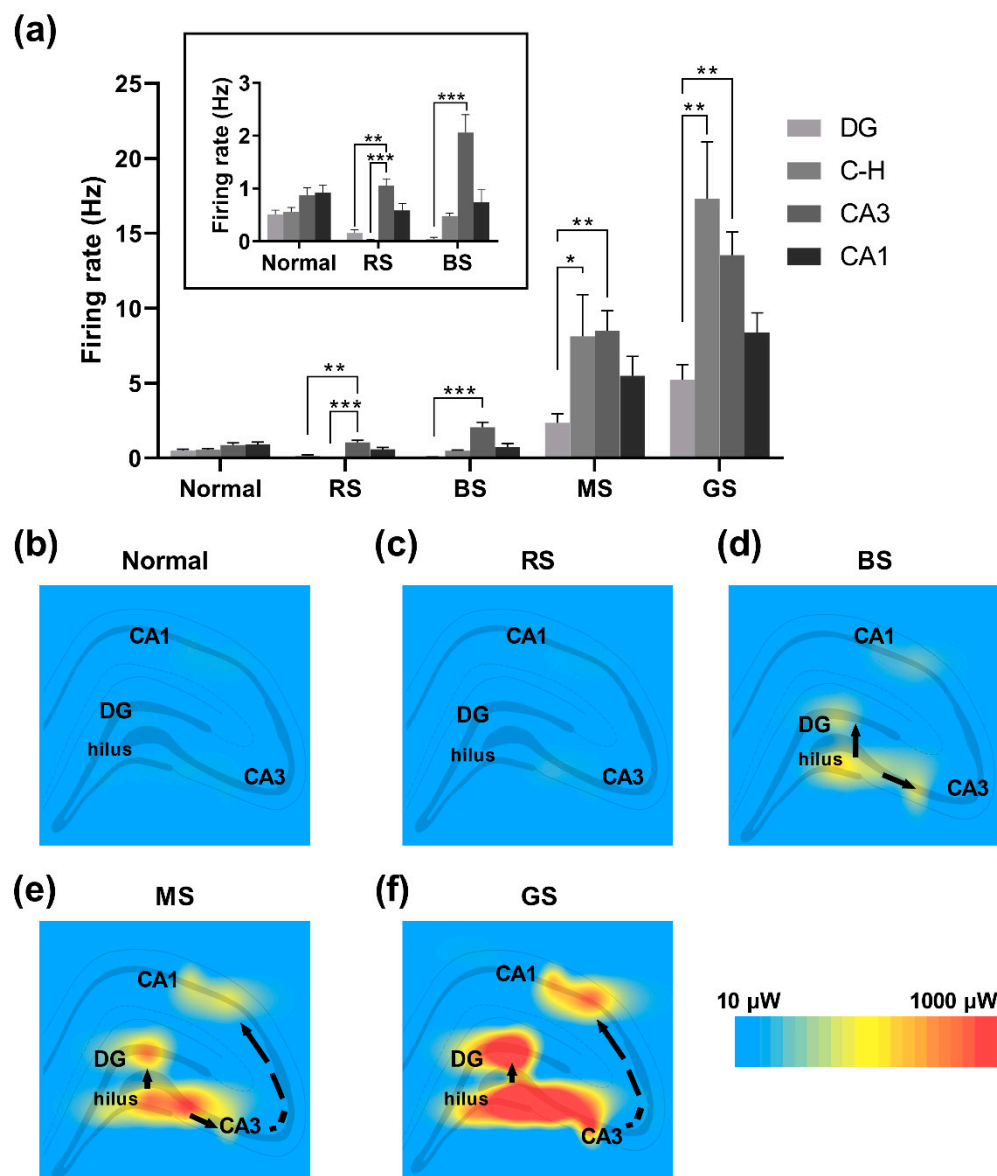 (a)
Firing rate (Hz)
25
20
15
10
5
0
Firing rate (Hz)
3
2
1
0
**
***
***
Normal RS BS
**
***
***
*
**
**
**
DG
C-H
CA3
CA1
Normal RS BS MS GS
(b) Normal
CA1
DG
hilus
CA3
(c) RS
CA1
DG
hilus
CA3
(d) BS
CA1
DG
hilus
CA3
(e) MS
CA1
DG
hilus
CA3
(f) GS
CA1
DG
hilus
CA3
10 μW 1000 μW